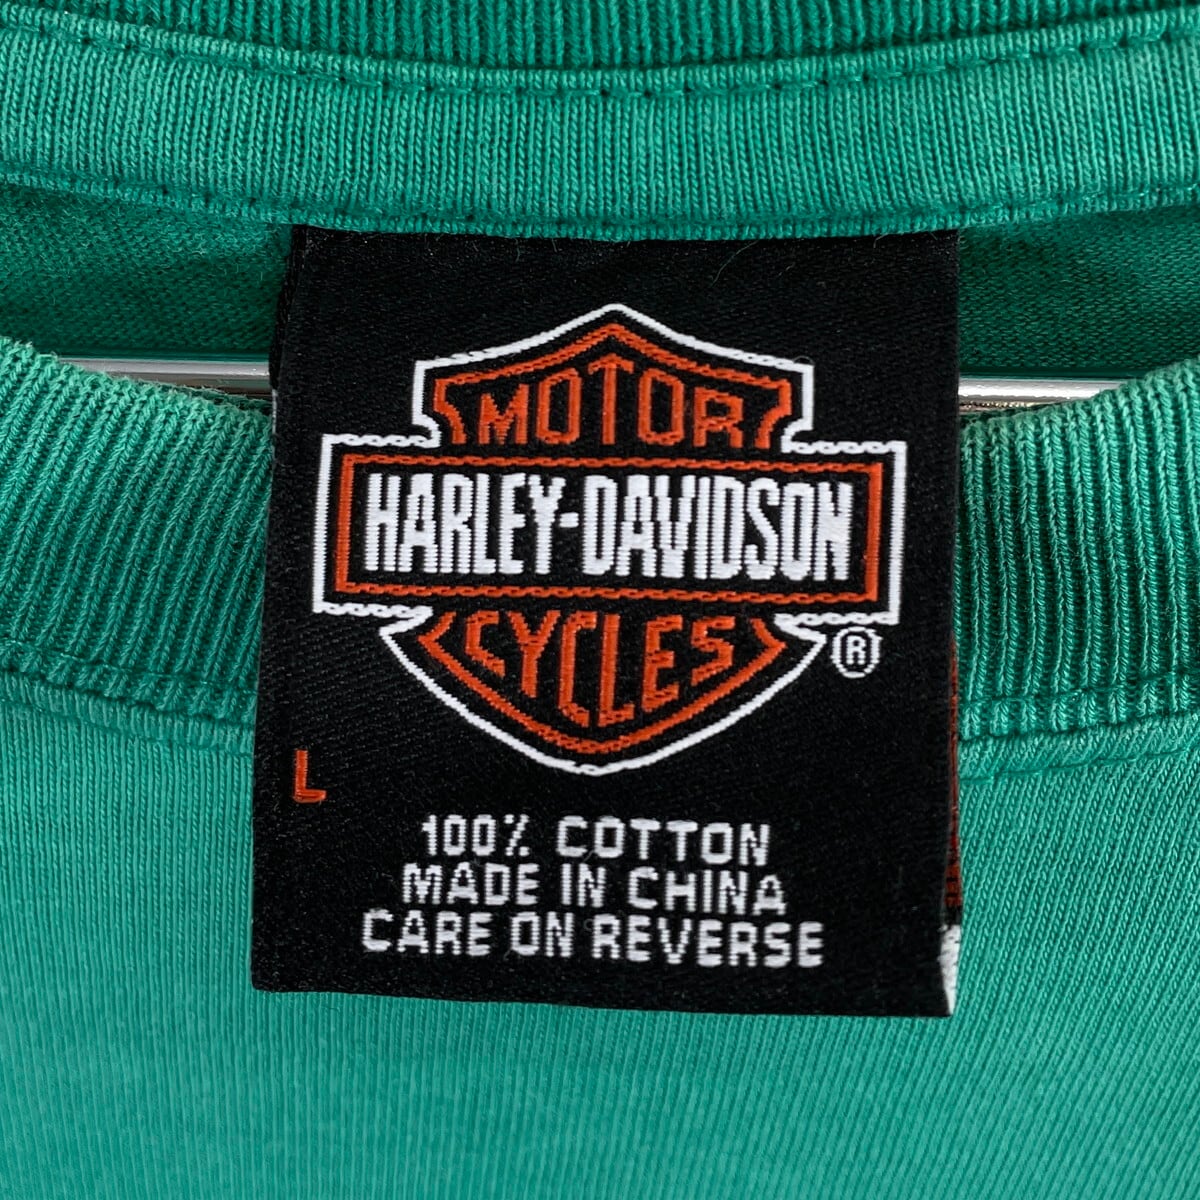 MOTOR
HARLEY-DAVIDSON
CYCLES
®
L
100% COTTON
MADE IN CHINA
CARE ON REVERSE